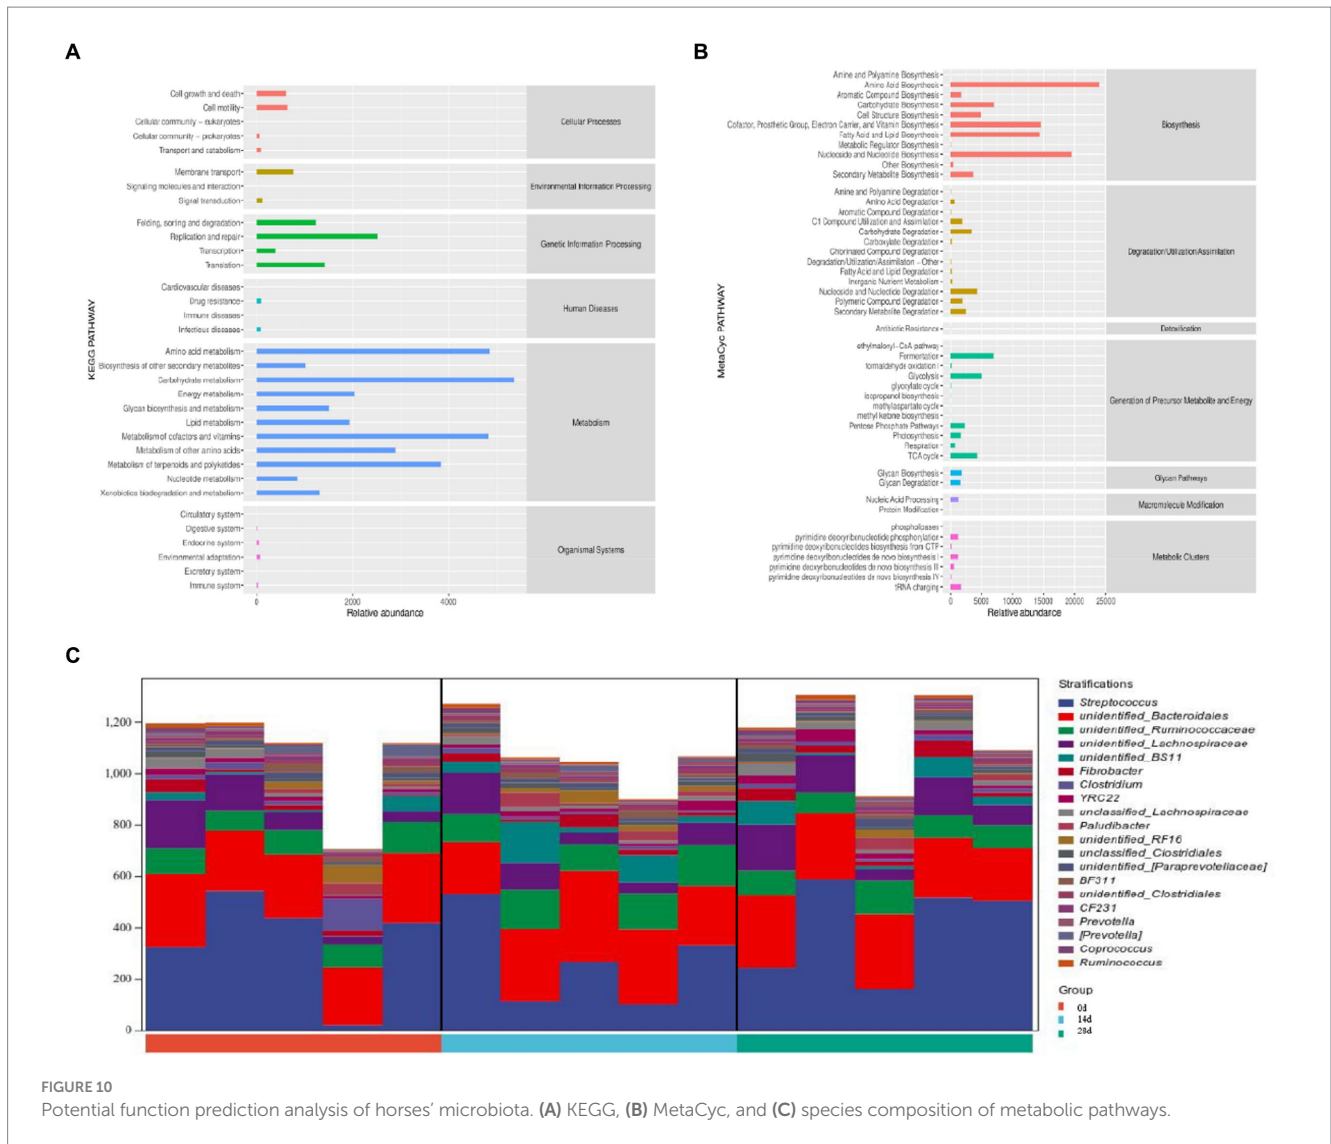 A
KEGG PATHWAY
Cell growth and death
Cell motility
Cellular community – eukaryotes
Cellular community – prokaryotes
Transport and catabolism
Cellular Processes
Membrane transport
Signaling molecules and interaction
Signal transduction
Environmental Information Processing
Folding, sorting and degradation
Replication and repair
Transcription
Translation
Genetic Information Processing
Cardiovascular diseases
Drug resistance
Immune diseases
Infectious diseases
Human Diseases
Amino acid metabolism
Biosynthesis of other secondary metabolites
Carbohydrate metabolism
Energy metabolism
Glycan biosynthesis and metabolism
Lipid metabolism
Metabolism of cofactors and vitamins
Metabolism of other amino acids
Metabolism of terpenoids and polyketides
Nucleotide metabolism
Xenobiotics biodegradation and metabolism
Metabolism
Circulatory system
Digestive system
Endocrine system
Environmental adaptation
Excretory system
Immune system
Organismal Systems
0 2000 4000
Relative abundance
B
MetaCyc PATHWAY
Amine and Polyamine Biosynthesis
Amino Acid Biosynthesis
Aromatic Compound Biosynthesis
Carbohydrate Biosynthesis
Cell Structure Biosynthesis
Cofactor, Prosthetic Group, Electron Carrier, and Vitamin Biosynthesis
Fatty Acid and Lipid Biosynthesis
Metabolic Regulator Biosynthesis
Nucleoside and Nucleotide Biosynthesis
Other Biosynthesis
Secondary Metabolite Biosynthesis
Biosynthesis
Amine and Polyamine Degradation
Amino Acid Degradation
Aromatic Compound Degradation
C1 Compound Utilization and Assimilation
Carbohydrate Degradation
Carboxylate Degradation
Chlorinated Compound Degradation
Degradation/Utilization/Assimilation – Other
Fatty Acid and Lipid Degradation
Inorganic Nutrient Metabolism
Nucleoside and Nucleotide Degradation
Polymeric Compound Degradation
Secondary Metabolite Degradation
Degradation/Utilization/Assimilation
Antibiotic Resistance
Detoxification
ethylmalonyl–CoA pathway
Fermentation
formaldehyde oxidation I
Glycolysis
glyoxylate cycle
isopropanol biosynthesis
methylaspartate cycle
methyl ketone biosynthesis
Pentose Phosphate Pathways
Photosynthesis
Respiration
TCA cycle
Generation of Precursor Metabolite and Energy
Glycan Biosynthesis
Glycan Degradation
Glycan Pathways
Nucleic Acid Processing
Protein Modification
Macromolecule Modification
phospholipases
pyrimidine deoxyribonucleotide phosphorylation
pyrimidine deoxyribonucleotides biosynthesis from CTP
pyrimidine deoxyribonucleotides de novo biosynthesis I
pyrimidine deoxyribonucleotides de novo biosynthesis III
pyrimidine deoxyribonucleotides de novo biosynthesis IV
tRNA charging
Metabolic Clusters
0 5000 10000 15000 20000 25000
Relative abundance
C
1,200
1,000
800
600
400
200
0
Stratifications
Streptococcus
unidentified_Bacteroidales
unidentified_Ruminococcaceae
unidentified_Lachnospiraceae
unidentified_BS11
Fibrobacter
Clostridium
YRC22
unclassified_Lachnospiraceae
Paludibacter
unidentified_RF16
unclassified_Clostridiales
unidentified_[Paraprevotellaceae]
BF311
unidentified_Clostridiales
CF231
Prevotella
[Prevotella]
Coprococcus
Ruminococcus
Group
0d
14d
28d
FIGURE 10
Potential function prediction analysis of horses’ microbiota. (A) KEGG, (B) MetaCyc, and (C) species composition of metabolic pathways.